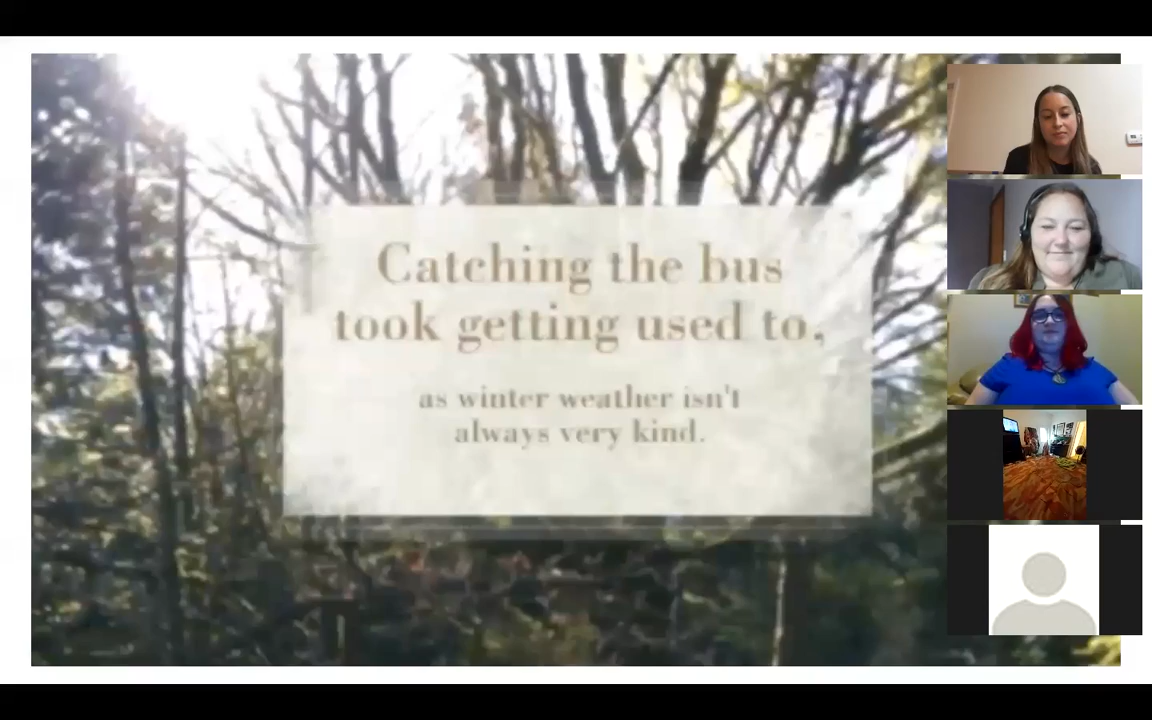 Catching the bus
took getting used to,
as winter weather isn't
always very kind.